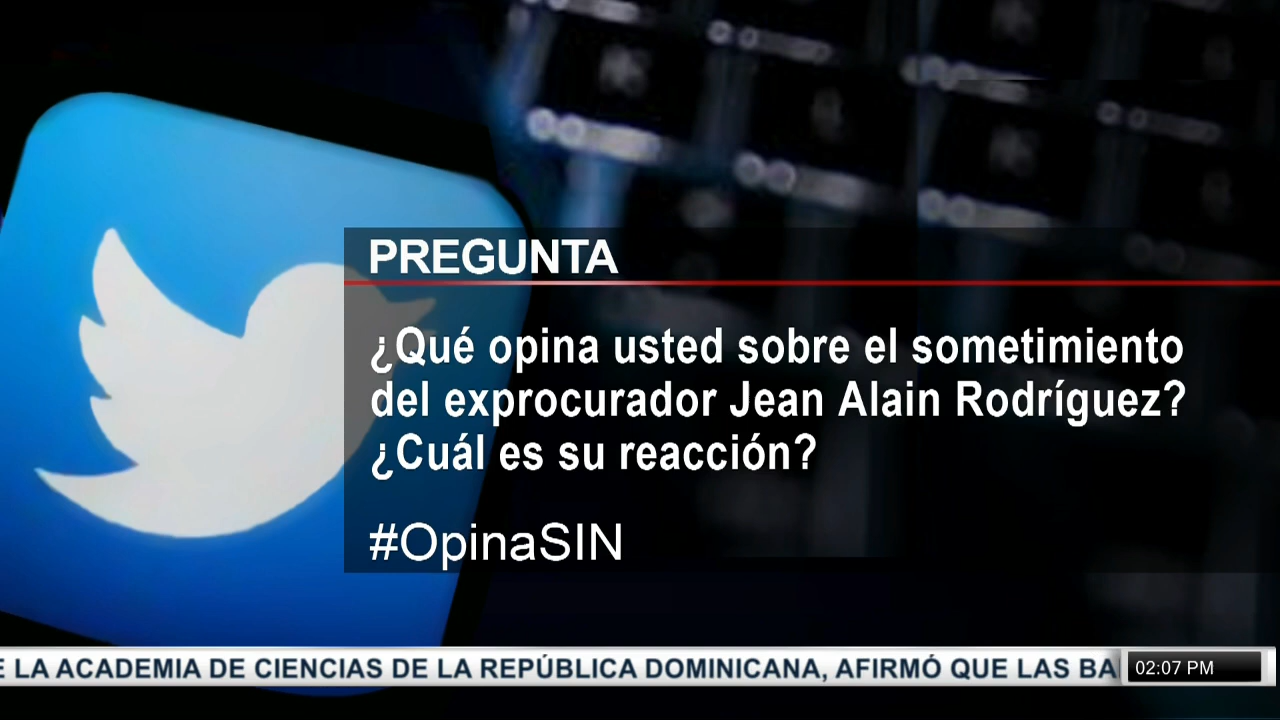 PREGUNTA
¿Qué opina usted sobre el sometimiento
del exprocurador Jean Alain Rodríguez?
¿Cuál es su reacción?
#OpinaSIN
LA ACADEMIA DE CIENCIAS DE LA REPÚBLICA DOMINICANA, AFIRMÓ QUE LAS
02:07 PM